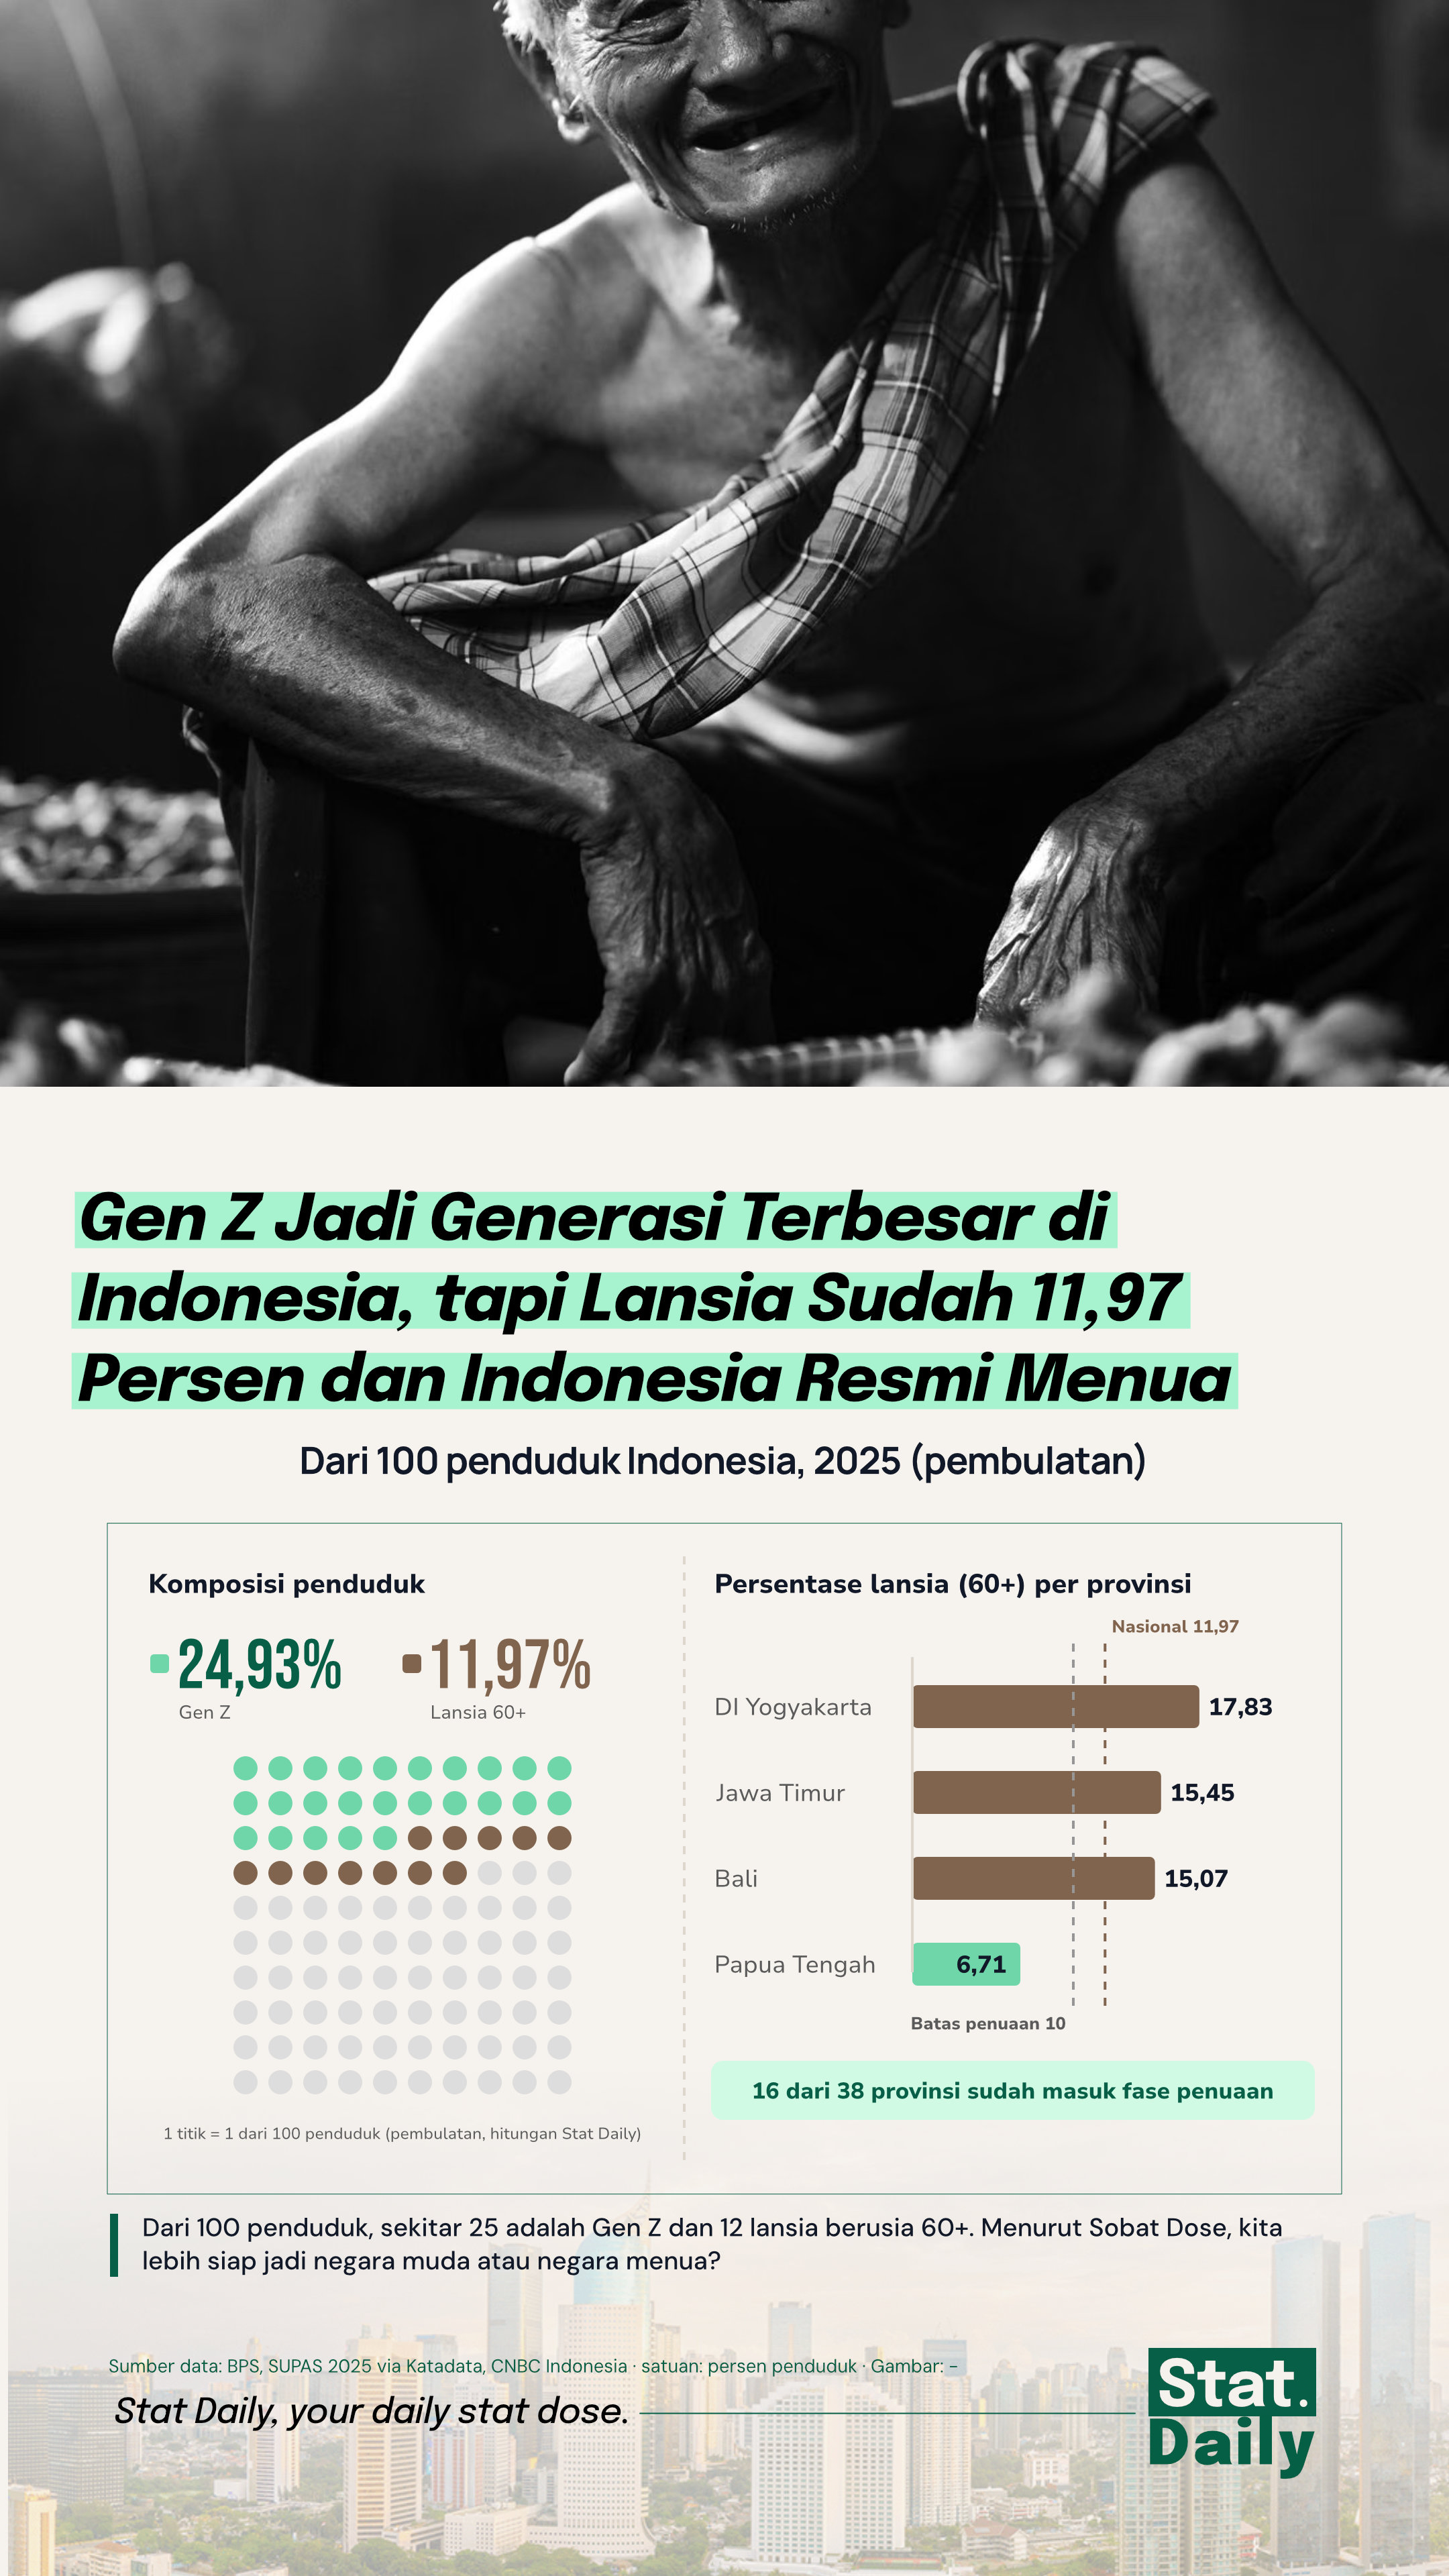 Gen Z Jadi Generasi Terbesar di
Indonesia, tapi Lansia Sudah 11,97
Persen dan Indonesia Resmi Menua
Dari 100 penduduk Indonesia, 2025 (pembulatan)
Komposisi penduduk
24,93%
Gen Z
11,97%
Lansia 60+
1 titik = 1 dari 100 penduduk (pembulatan, hitungan Stat Daily)
Persentase lansia (60+) per provinsi
Nasional 11,97
DI Yogyakarta 17,83
Jawa Timur 15,45
Bali 15,07
Papua Tengah 6,71
Batas penuaan 10
16 dari 38 provinsi sudah masuk fase penuaan
Dari 100 penduduk, sekitar 25 adalah Gen Z dan 12 lansia berusia 60+. Menurut Sobat Dose, kita
lebih siap jadi negara muda atau negara menua?
Sumber data: BPS, SUPAS 2025 via Katadata, CNBC Indonesia · satuan: persen penduduk · Gambar: -
Stat Daily, your daily stat dose.
Stat.
Daily